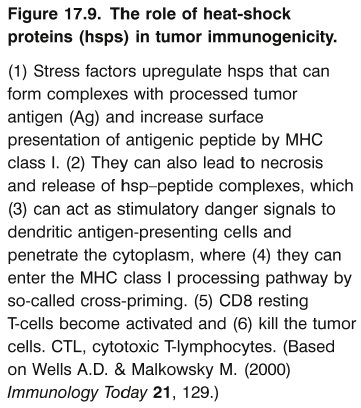 Figure 17.9. The role of heat-shock
proteins (hsps) in tumor immunogenicity.
(1) Stress factors upregulate hsps that can
form complexes with processed tumor
antigen (Ag) and increase surface
presentation of antigenic peptide by MHC
class I. (2) They can also lead to necrosis
and release of hsp–peptide complexes, which
(3) can act as stimulatory danger signals to
dendritic antigen-presenting cells and
penetrate the cytoplasm, where (4) they can
enter the MHC class I processing pathway by
so-called cross-priming. (5) CD8 resting
T-cells become activated and (6) kill the tumor
cells. CTL, cytotoxic T-lymphocytes. (Based
on Wells A.D. & Malkowsky M. (2000)
Immunology Today 21, 129.)